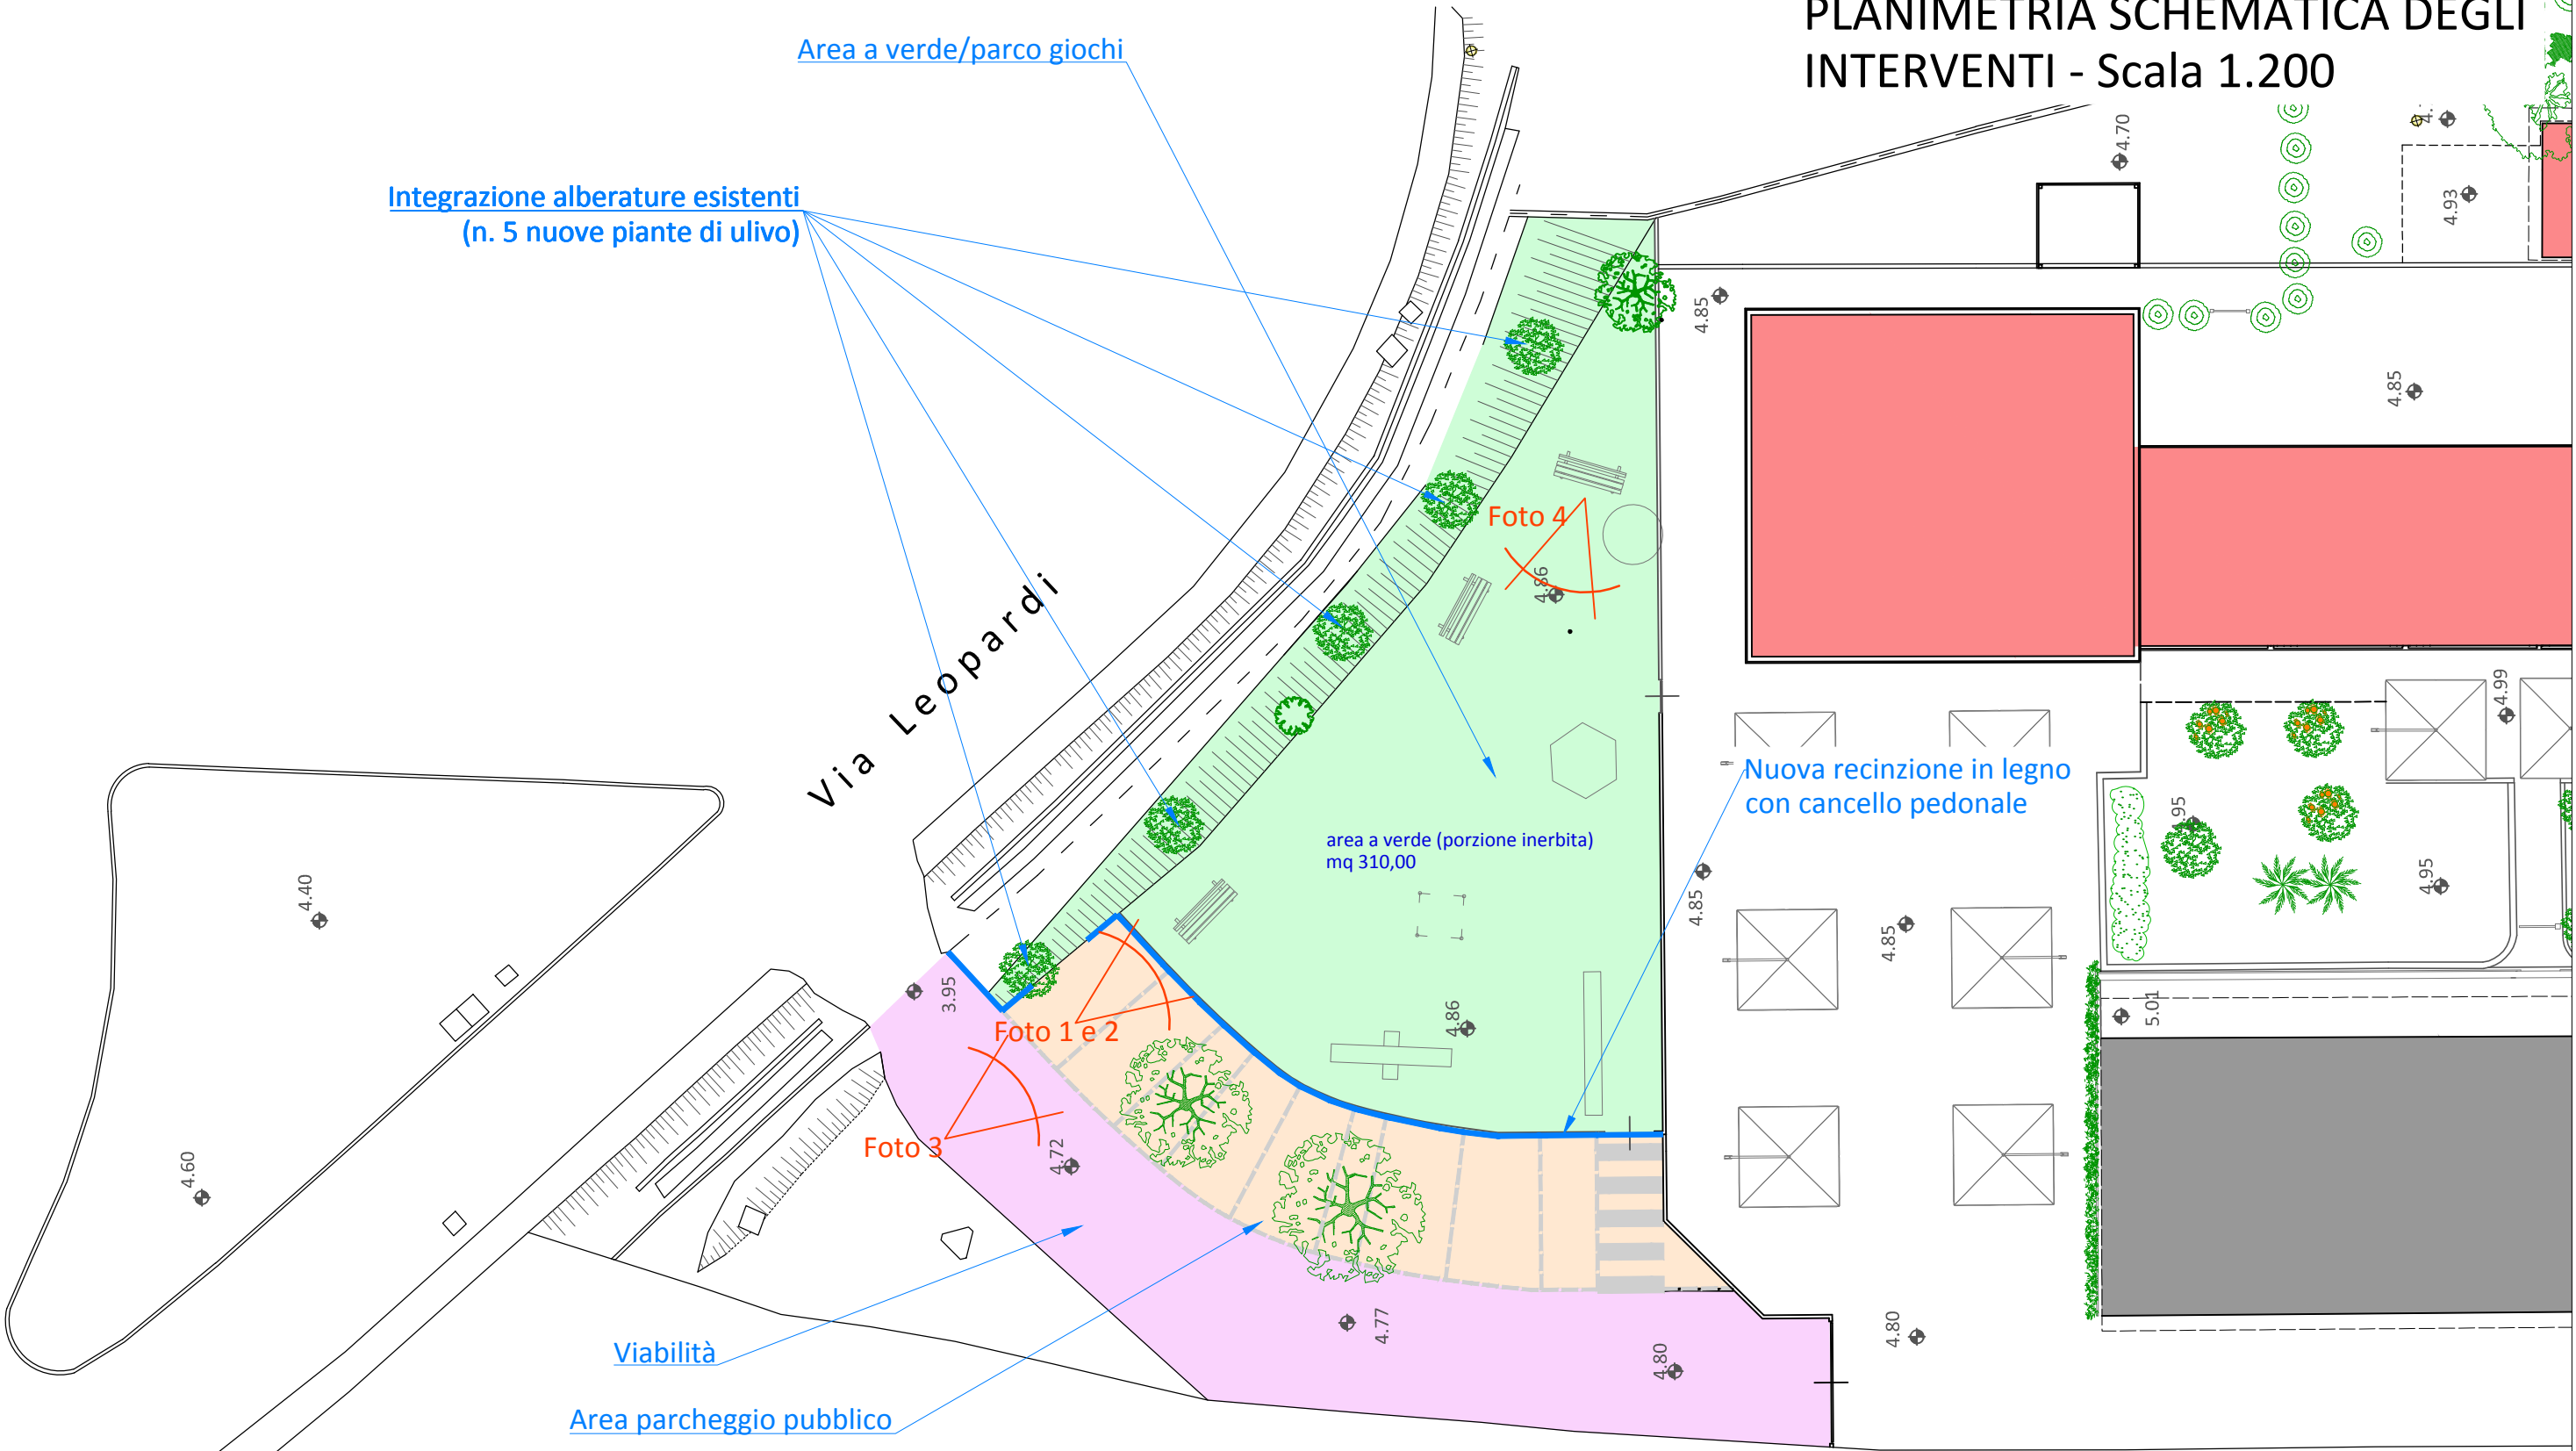 PLANIMETRIA SCHEMATICA DEGLI
INTERVENTI - Scala 1.200
Area a verde/parco giochi
Integrazione alberature esistenti
(n. 5 nuove piante di ulivo)
4.70
4.93
4.85
4.85
Foto 4
4.86
Via Leopardi
4.99
Nuova recinzione in legno
con cancello pedonale
4.95
area a verde (porzione inerbita)
mq 310,00
4.40
4.85
4.85
4.95
3.95
Foto 1 e 2
4.86
5.01
Foto 3
4.72
4.60
4.77
4.80
4.80
Viabilità
Area parcheggio pubblico